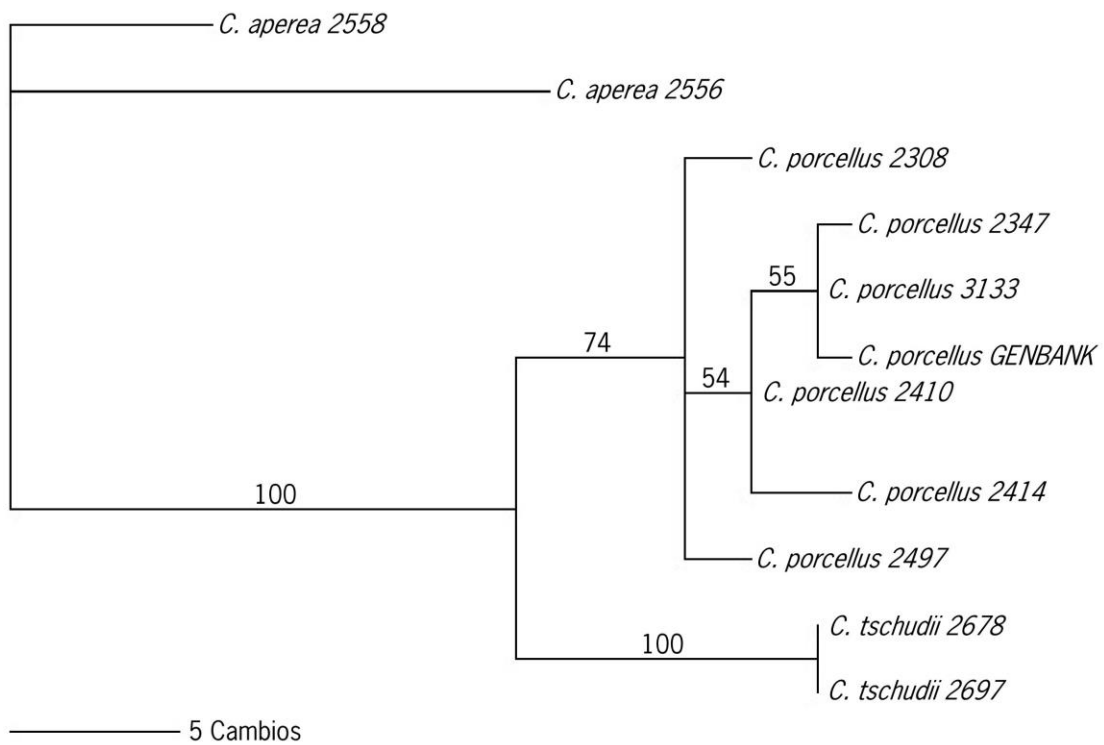 C. aperea 2558
C. aperea 2556
C. porcellus 2308
C. porcellus 2347
55
C. porcellus 3133
74
C. porcellus GENBANK
54
C. porcellus 2410
100
C. porcellus 2414
C. porcellus 2497
C. tschudii 2678
100
C. tschudii 2697
5 Cambios